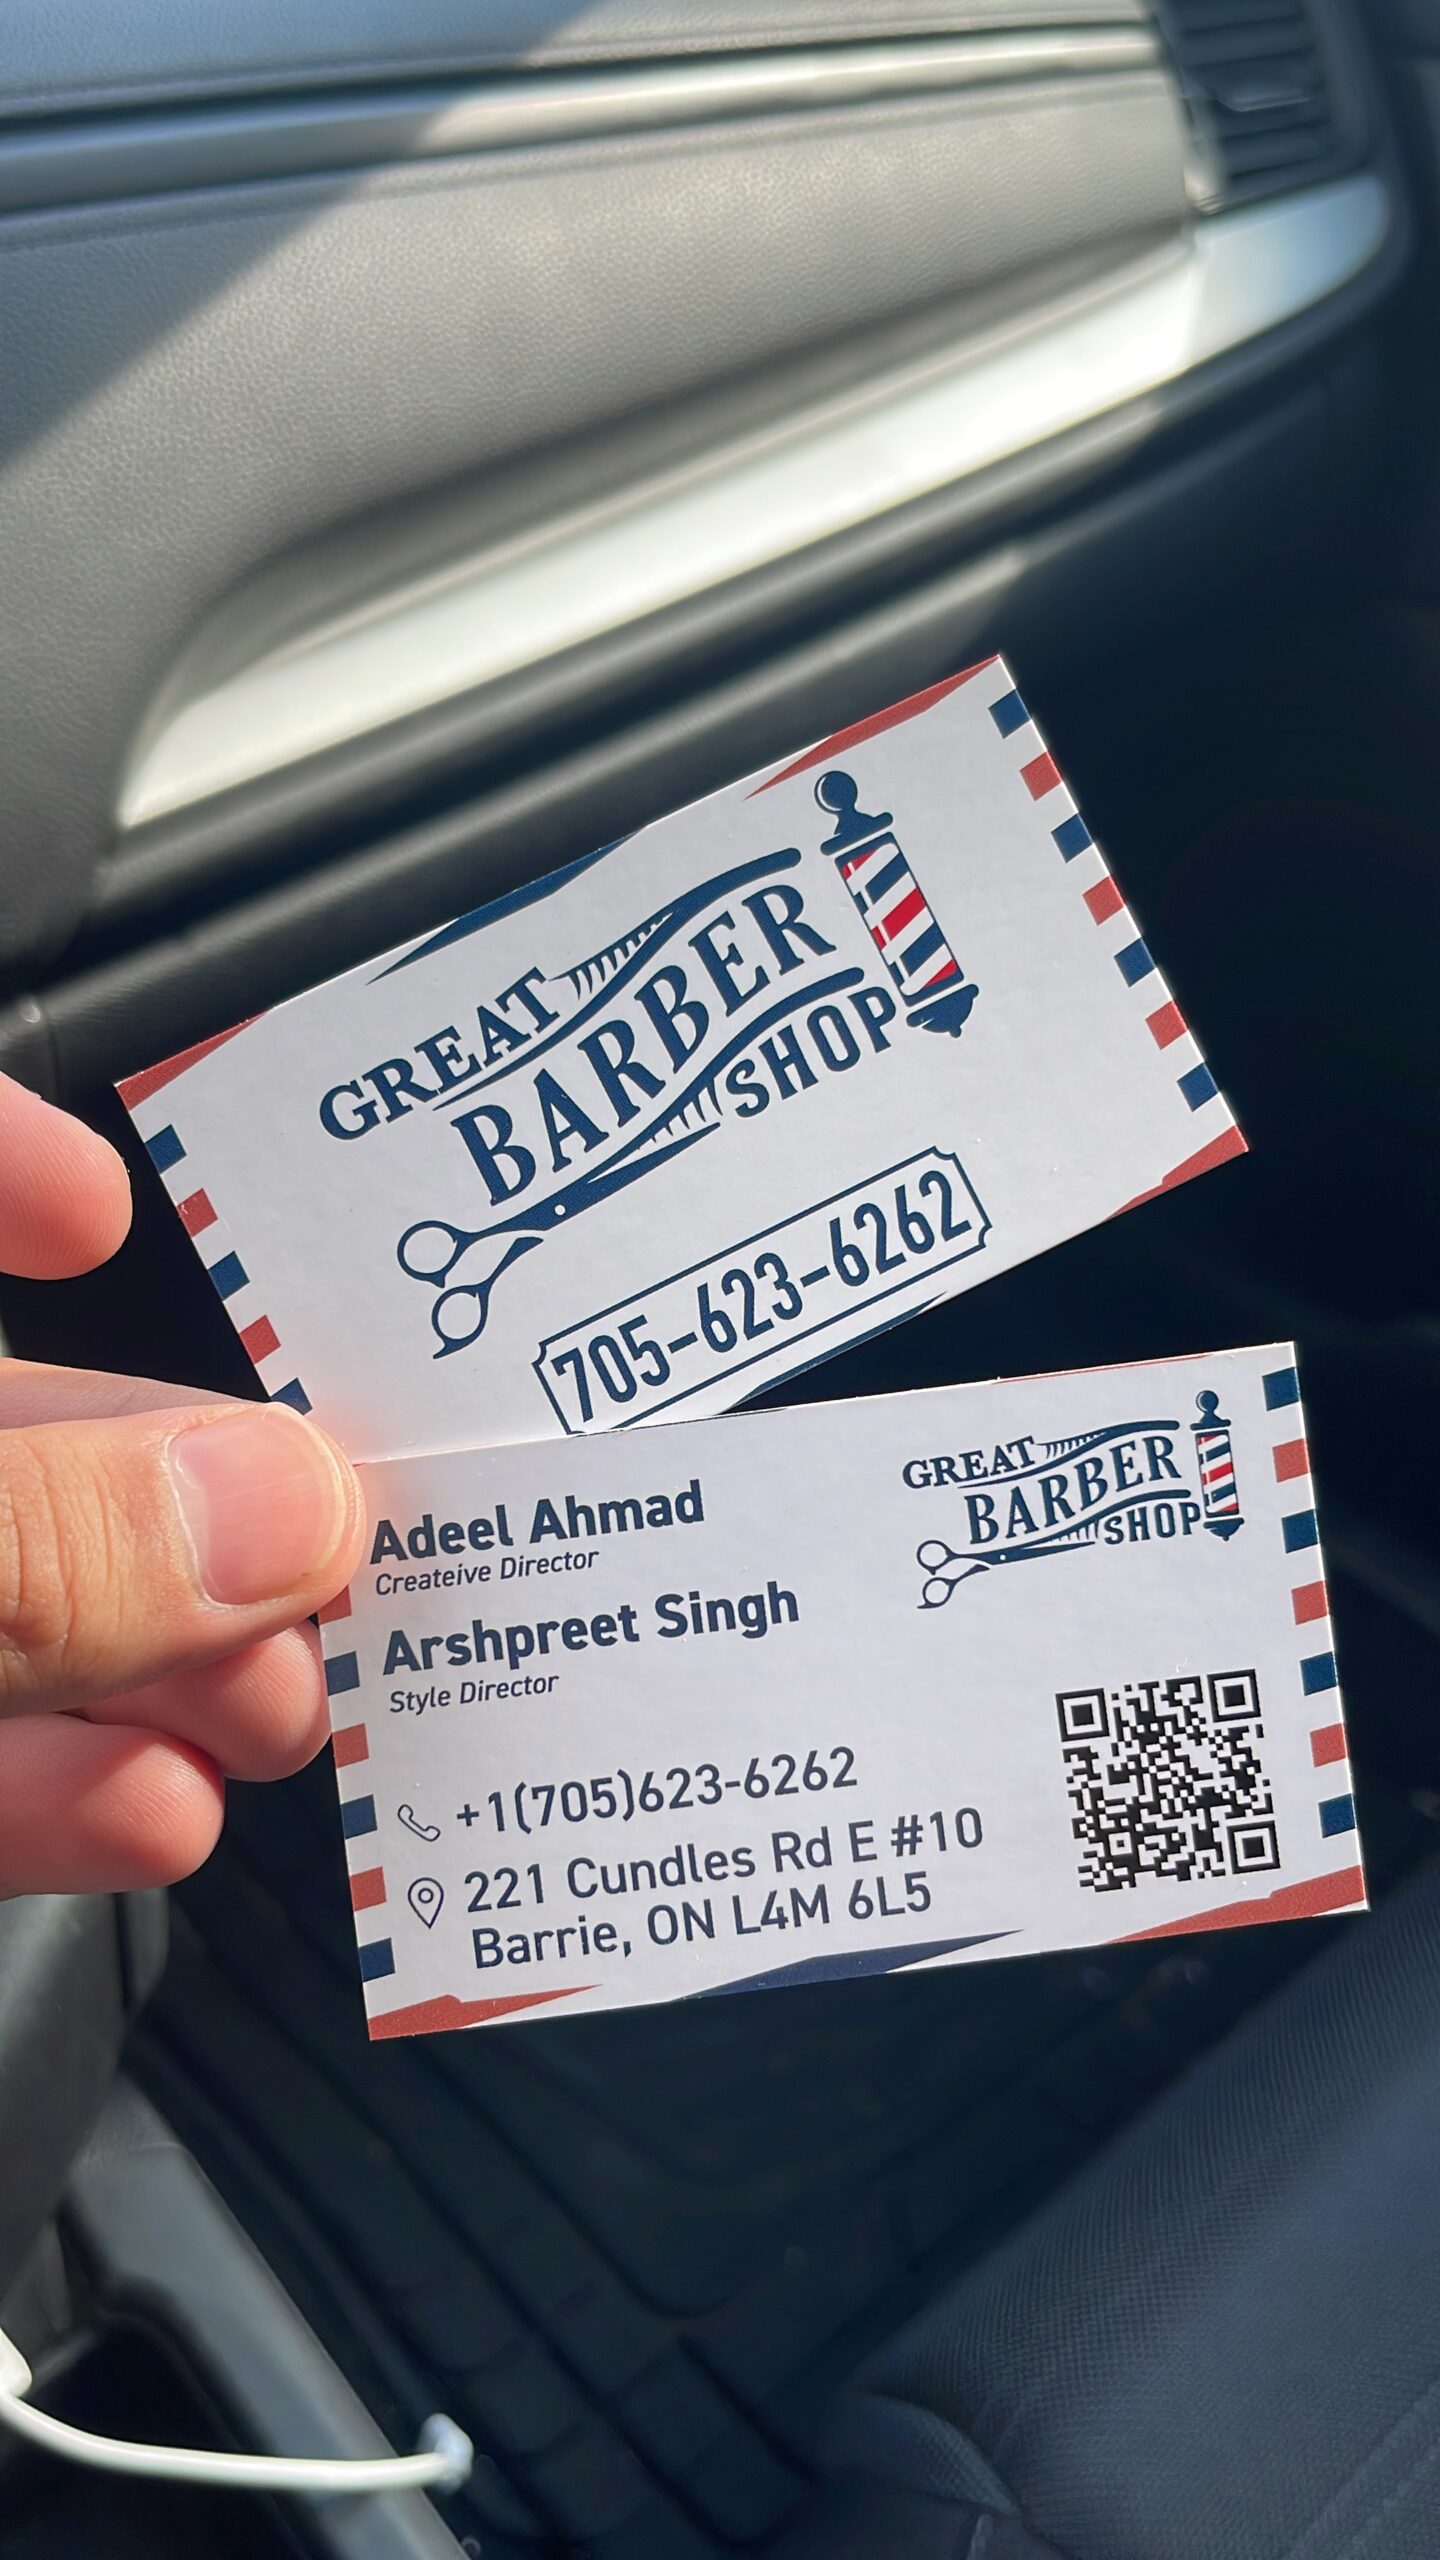 GREAT
BARBER
SHOP
705-623-6262
Adeel Ahmad
Createive Director
Arshpreet Singh
Style Director
GREAT
BARBER
SHOP
+1(705)623-6262
221 Cundles Rd E #10
Barrie, ON L4M 6L5